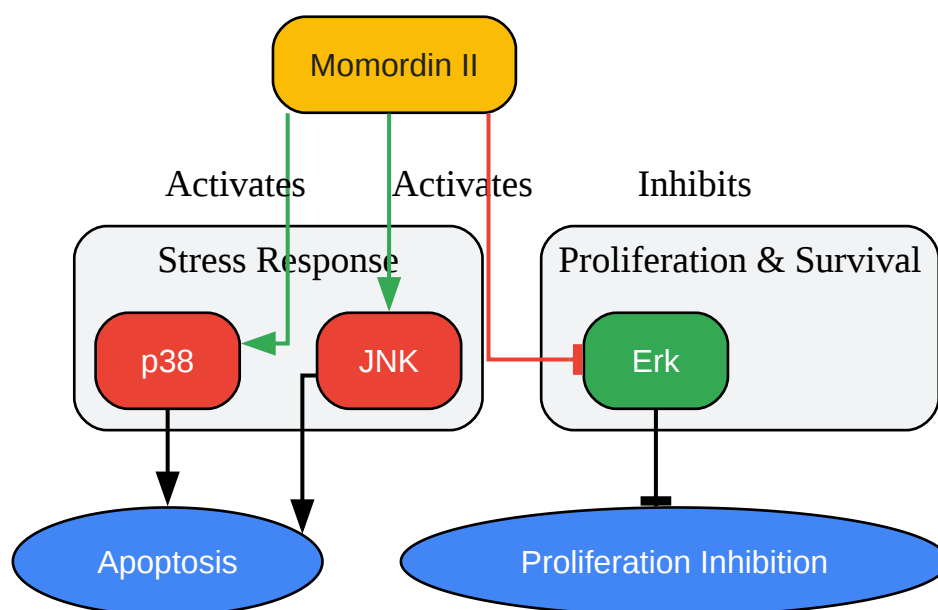 Momordin II
Activates
Activates
Inhibits
Stress Response
Proliferation & Survival
p38
JNK
Erk
Apoptosis
Proliferation Inhibition